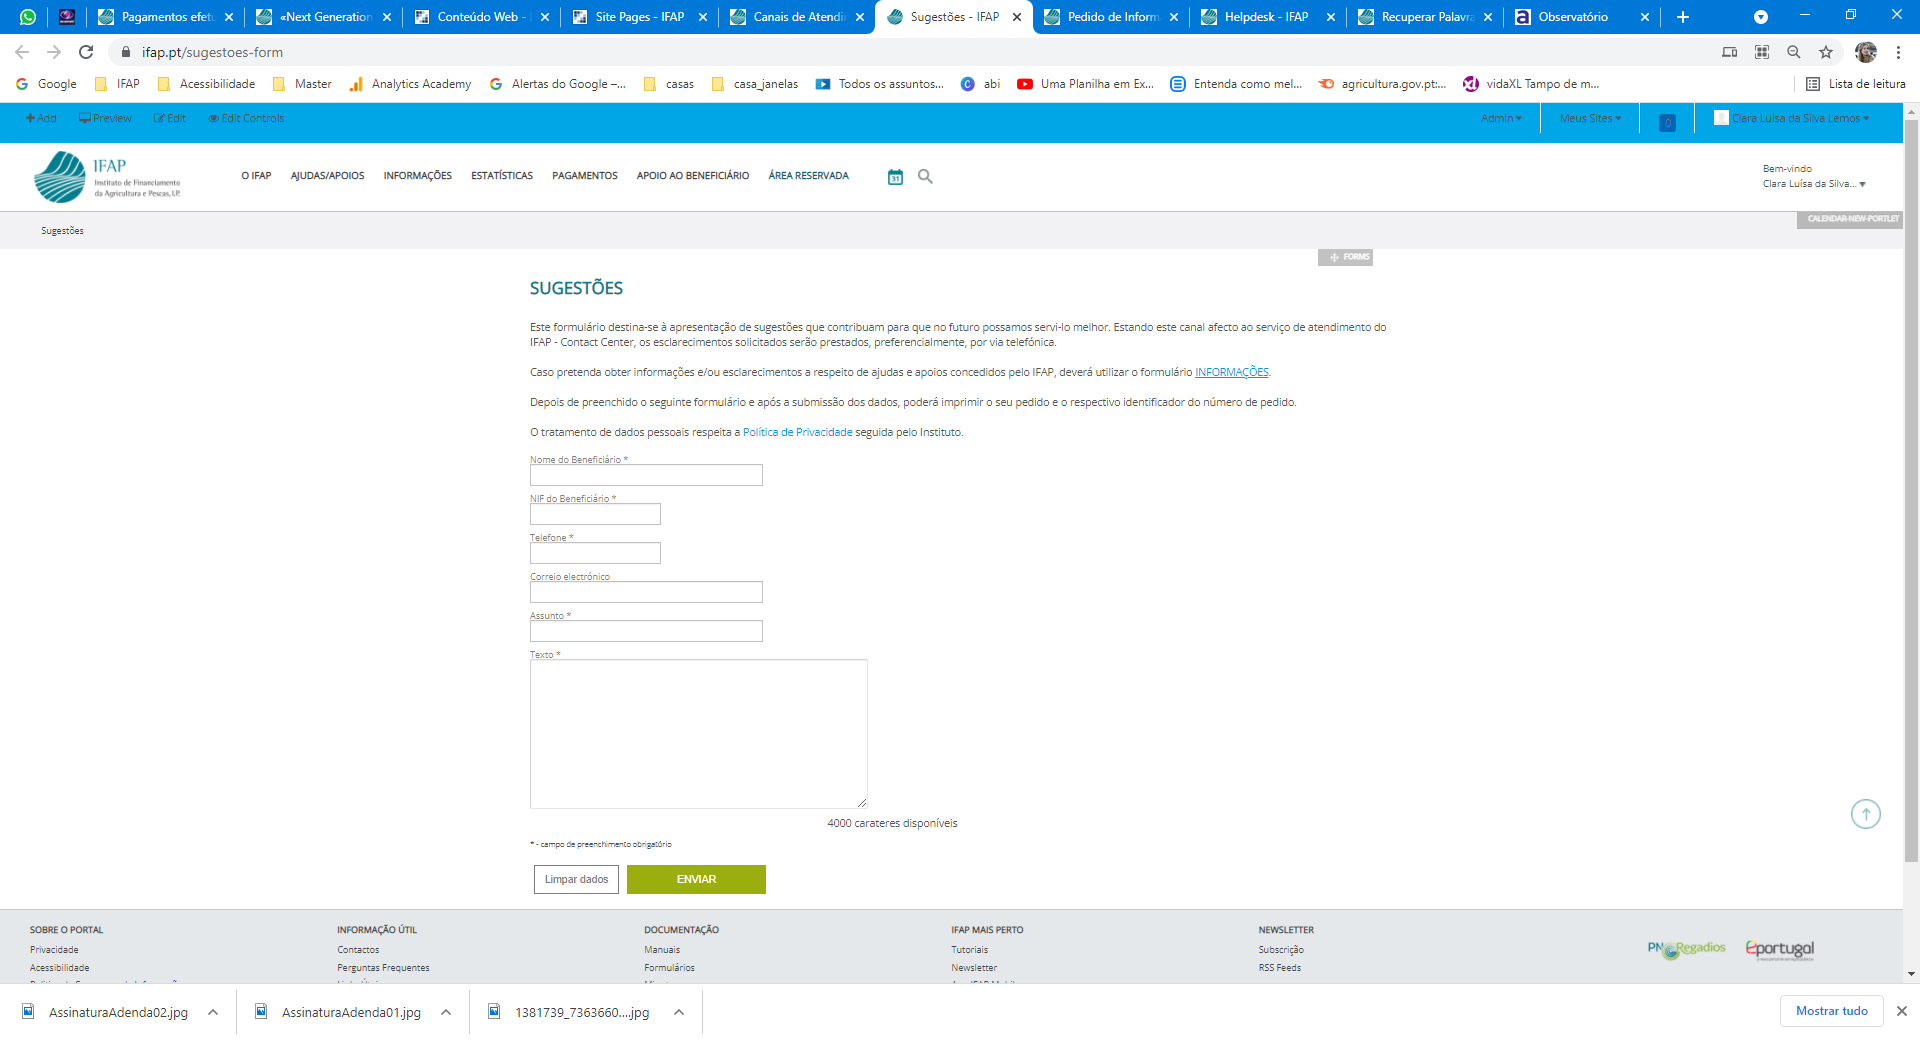 Pagamentos efetu
«Next Generation
Conteúdo Web -
Site Pages - IFAP
Canais de Atendi
Sugestões - IFAP
Pedido de Inform
Helpdesk - IFAP
Recuperar Palavra
Observatório
ifap.pt/sugestoes-form
Google
IFAP
Acessibilidade
Master
Analytics Academy
Alertas do Google –...
casas
casa_janelas
Todos os assuntos...
abi
Uma Planilha em Ex...
Entenda como mel...
agricultura.gov.pt:...
vidaXL Tampo de m...
Lista de leitura
Add
Preview
Edit
Edit Controls
Admin
Meus Sites
0
Clara Luísa da Silva Lemos
IFAP
Instituto de Financiamento
da Agricultura e Pescas, I.P.
O IFAP
AJUDAS/APOIOS
INFORMAÇÕES
ESTATÍSTICAS
PAGAMENTOS
APOIO AO BENEFICIÁRIO
ÁREA RESERVADA
31
Bem-vindo
Clara Luísa da Silva...
CALENDAR-NEW-PORTLET
Sugestões
FORMS
SUGESTÕES
Este formulário destina-se à apresentação de sugestões que contribuam para que no futuro possamos servi-lo melhor. Estando este canal afecto ao serviço de atendimento do
IFAP - Contact Center, os esclarecimentos solicitados serão prestados, preferencialmente, por via telefónica.
Caso pretenda obter informações e/ou esclarecimentos a respeito de ajudas e apoios concedidos pelo IFAP, deverá utilizar o formulário INFORMAÇÕES.
Depois de preenchido o seguinte formulário e após a submissão dos dados, poderá imprimir o seu pedido e o respectivo identificador do número de pedido.
O tratamento de dados pessoais respeita a Política de Privacidade seguida pelo Instituto.
Nome do Beneficiário *
NIF do Beneficiário *
Telefone *
Correio electrónico
Assunto *
Texto *
4000 carateres disponíveis
* - campo de preenchimento obrigatório
Limpar dados
ENVIAR
SOBRE O PORTAL
Privacidade
Acessibilidade
INFORMAÇÃO ÚTIL
Contactos
Perguntas Frequentes
DOCUMENTAÇÃO
Manuais
Formulários
IFAP MAIS PERTO
Tutoriais
Newsletter
NEWSLETTER
Subscrição
RSS Feeds
PNRegadios
eportugal
AssinaturaAdenda02.jpg
AssinaturaAdenda01.jpg
1381739_7363660....jpg
Mostrar tudo